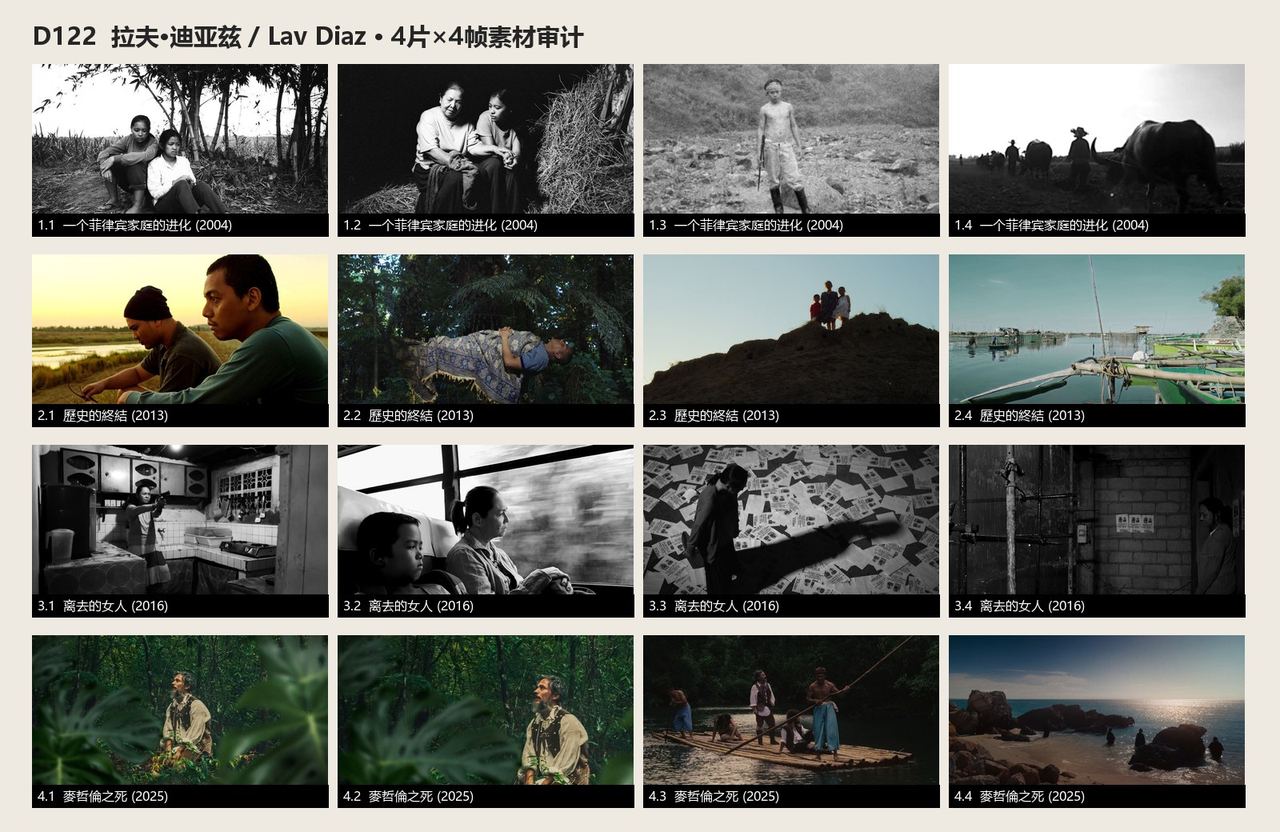 D122 拉夫•迪亚兹 / Lav Diaz • 4片×4帧素材审计
1.1 一个菲律宾家庭的进化 (2004)
1.2 一个菲律宾家庭的进化 (2004)
1.3 一个菲律宾家庭的进化 (2004)
1.4 一个菲律宾家庭的进化 (2004)
2.1 歷史的終結 (2013)
2.2 歷史的終結 (2013)
2.3 歷史的終結 (2013)
2.4 歷史的終結 (2013)
3.1 离去的女人 (2016)
3.2 离去的女人 (2016)
3.3 离去的女人 (2016)
3.4 离去的女人 (2016)
4.1 麥哲倫之死 (2025)
4.2 麥哲倫之死 (2025)
4.3 麥哲倫之死 (2025)
4.4 麥哲倫之死 (2025)